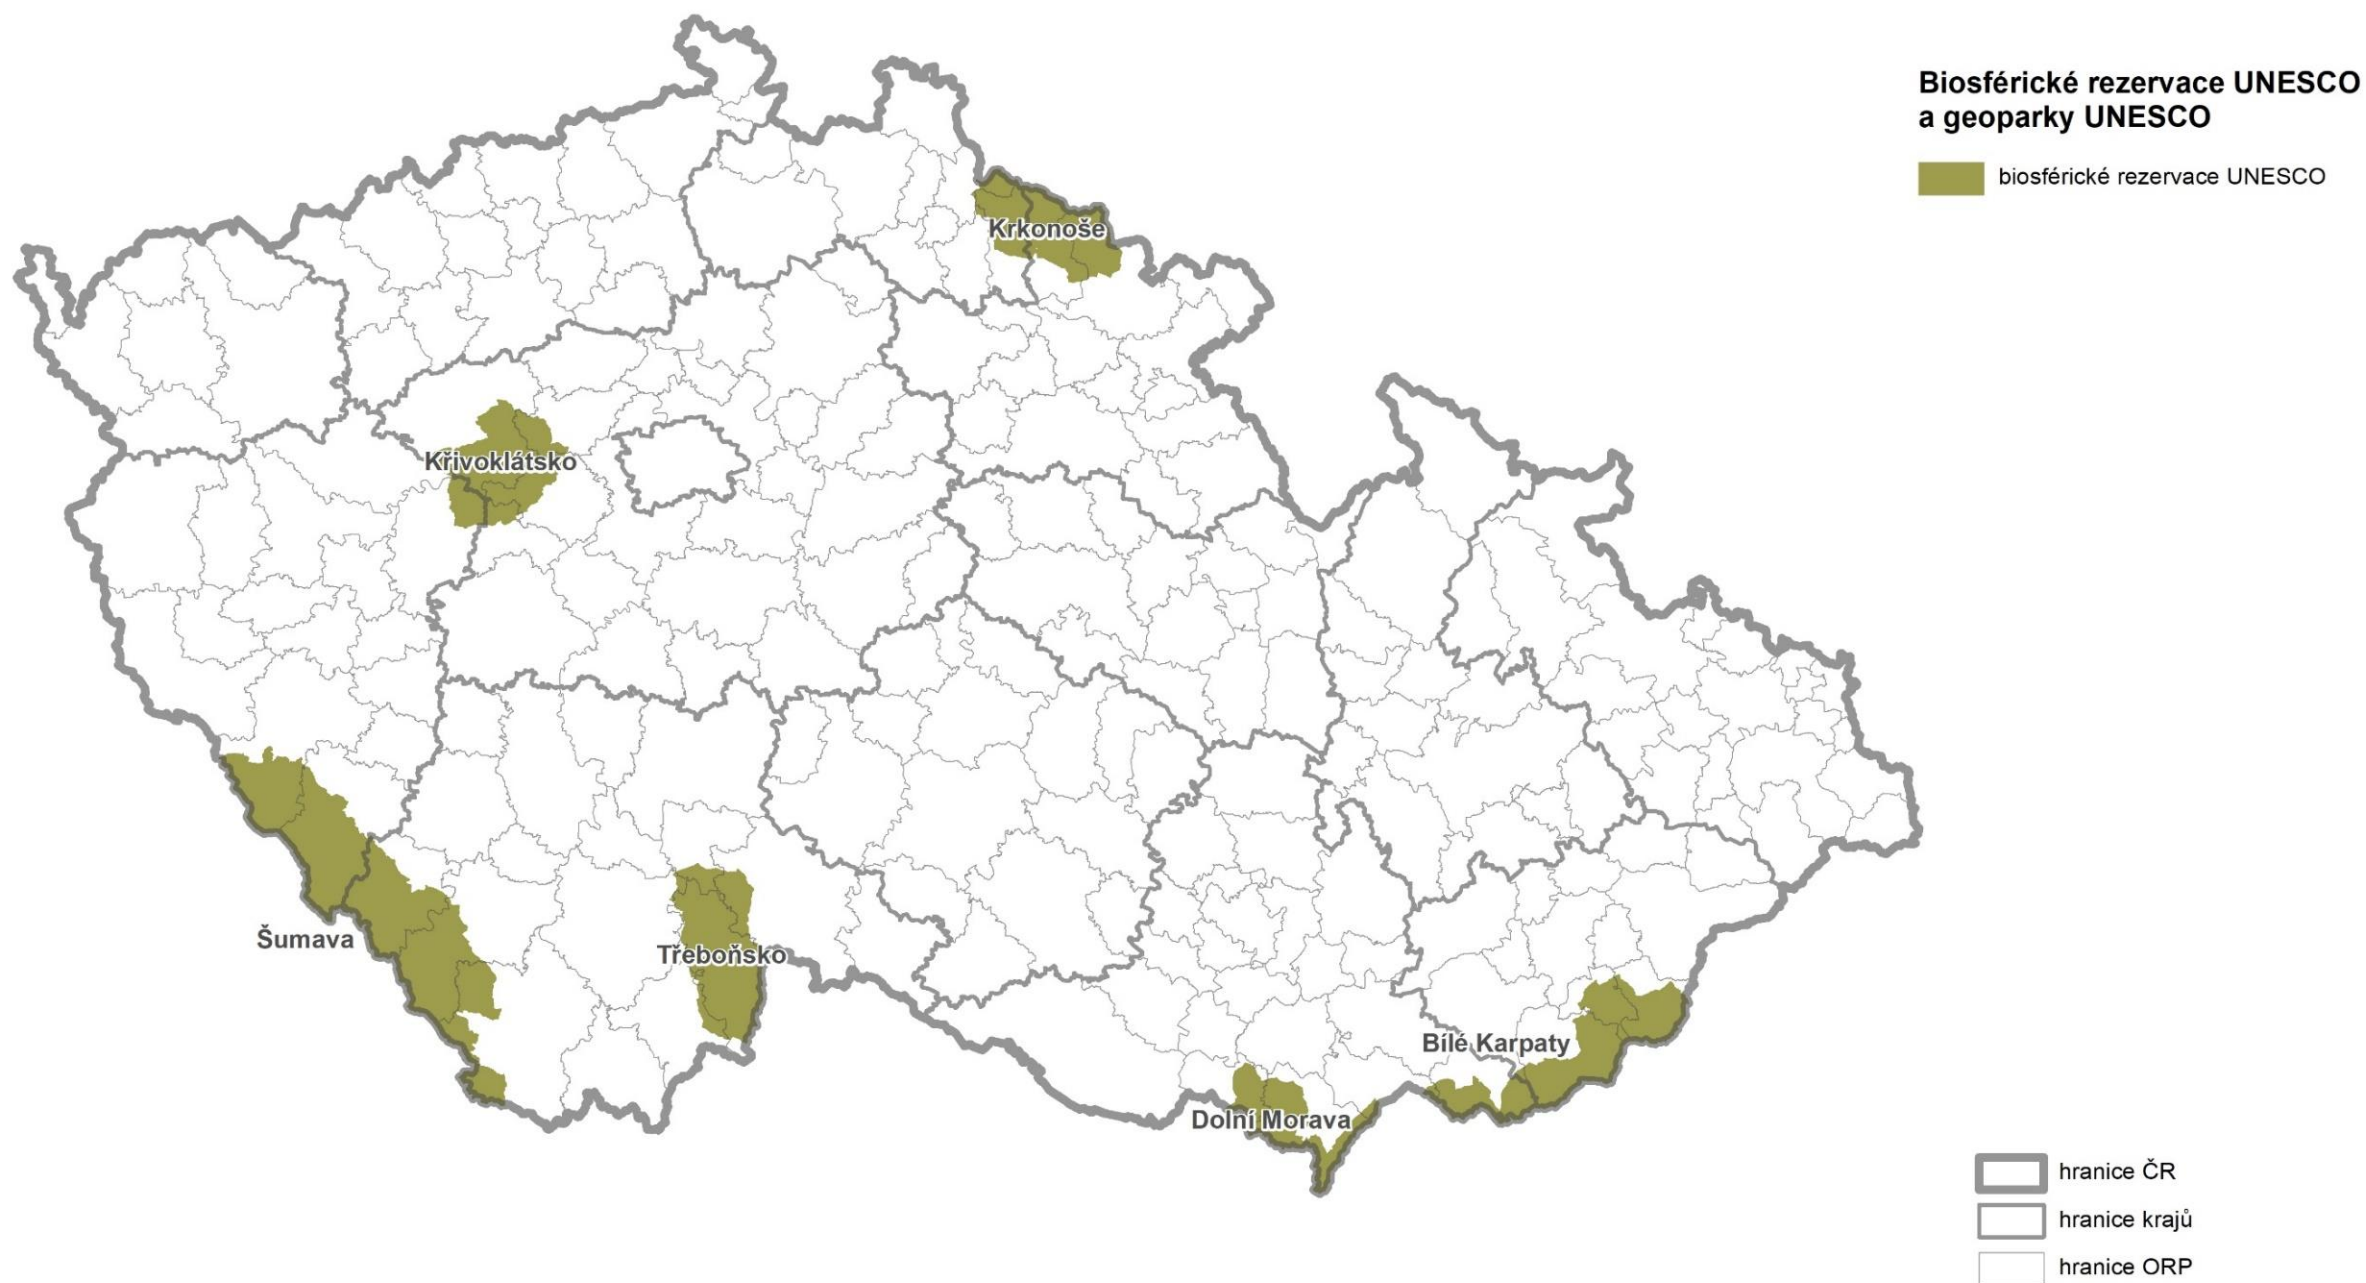 Biosférické rezervace UNESCO
a geoparky UNESCO
biosférické rezervace UNESCO
Krkonoše
Křivoklátsko
Šumava
Třeboňsko
Bílé Karpaty
Dolní Morava
hranice ČR
hranice krajů
hranice ORP